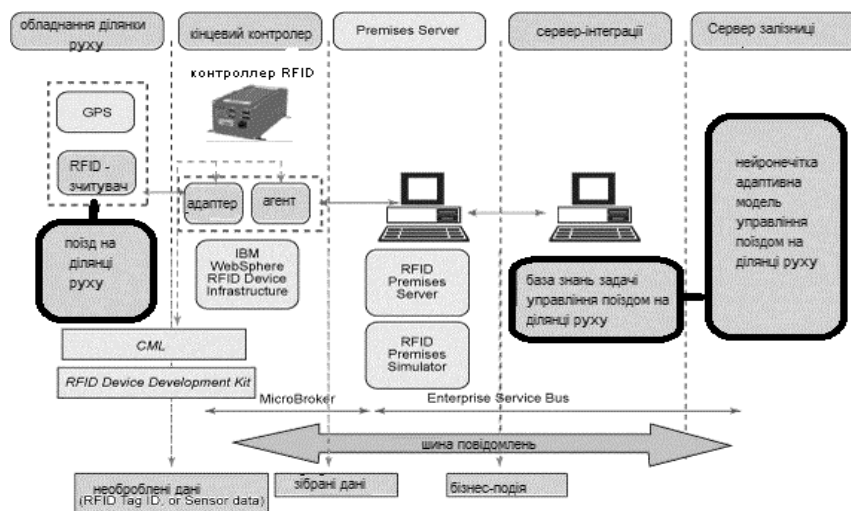 обладнання ділянки
руху
кінцевий контролер
Premises Server
сервер-інтеграції
Сервер залізниці
контроллер RFID
GPS
RFID -
зчитувач
поїзд на
ділянці
руху
адаптер
агент
IBM
WebSphere
RFID Device
Infrastructure
RFID
Premises
Server
RFID
Premises
Simulator
база знань задачі
управління поїздом на
ділянці руху
нейронечітка
адаптивна
модель
управління
поїздом на
ділянці руху
CML
RFID Device Development Kit
MicroBroker
Enterprise Service Bus
шина повідомлень
необроблені дані
(RFID Tag ID, or Sensor data)
зібрані дані
бізнес-подія